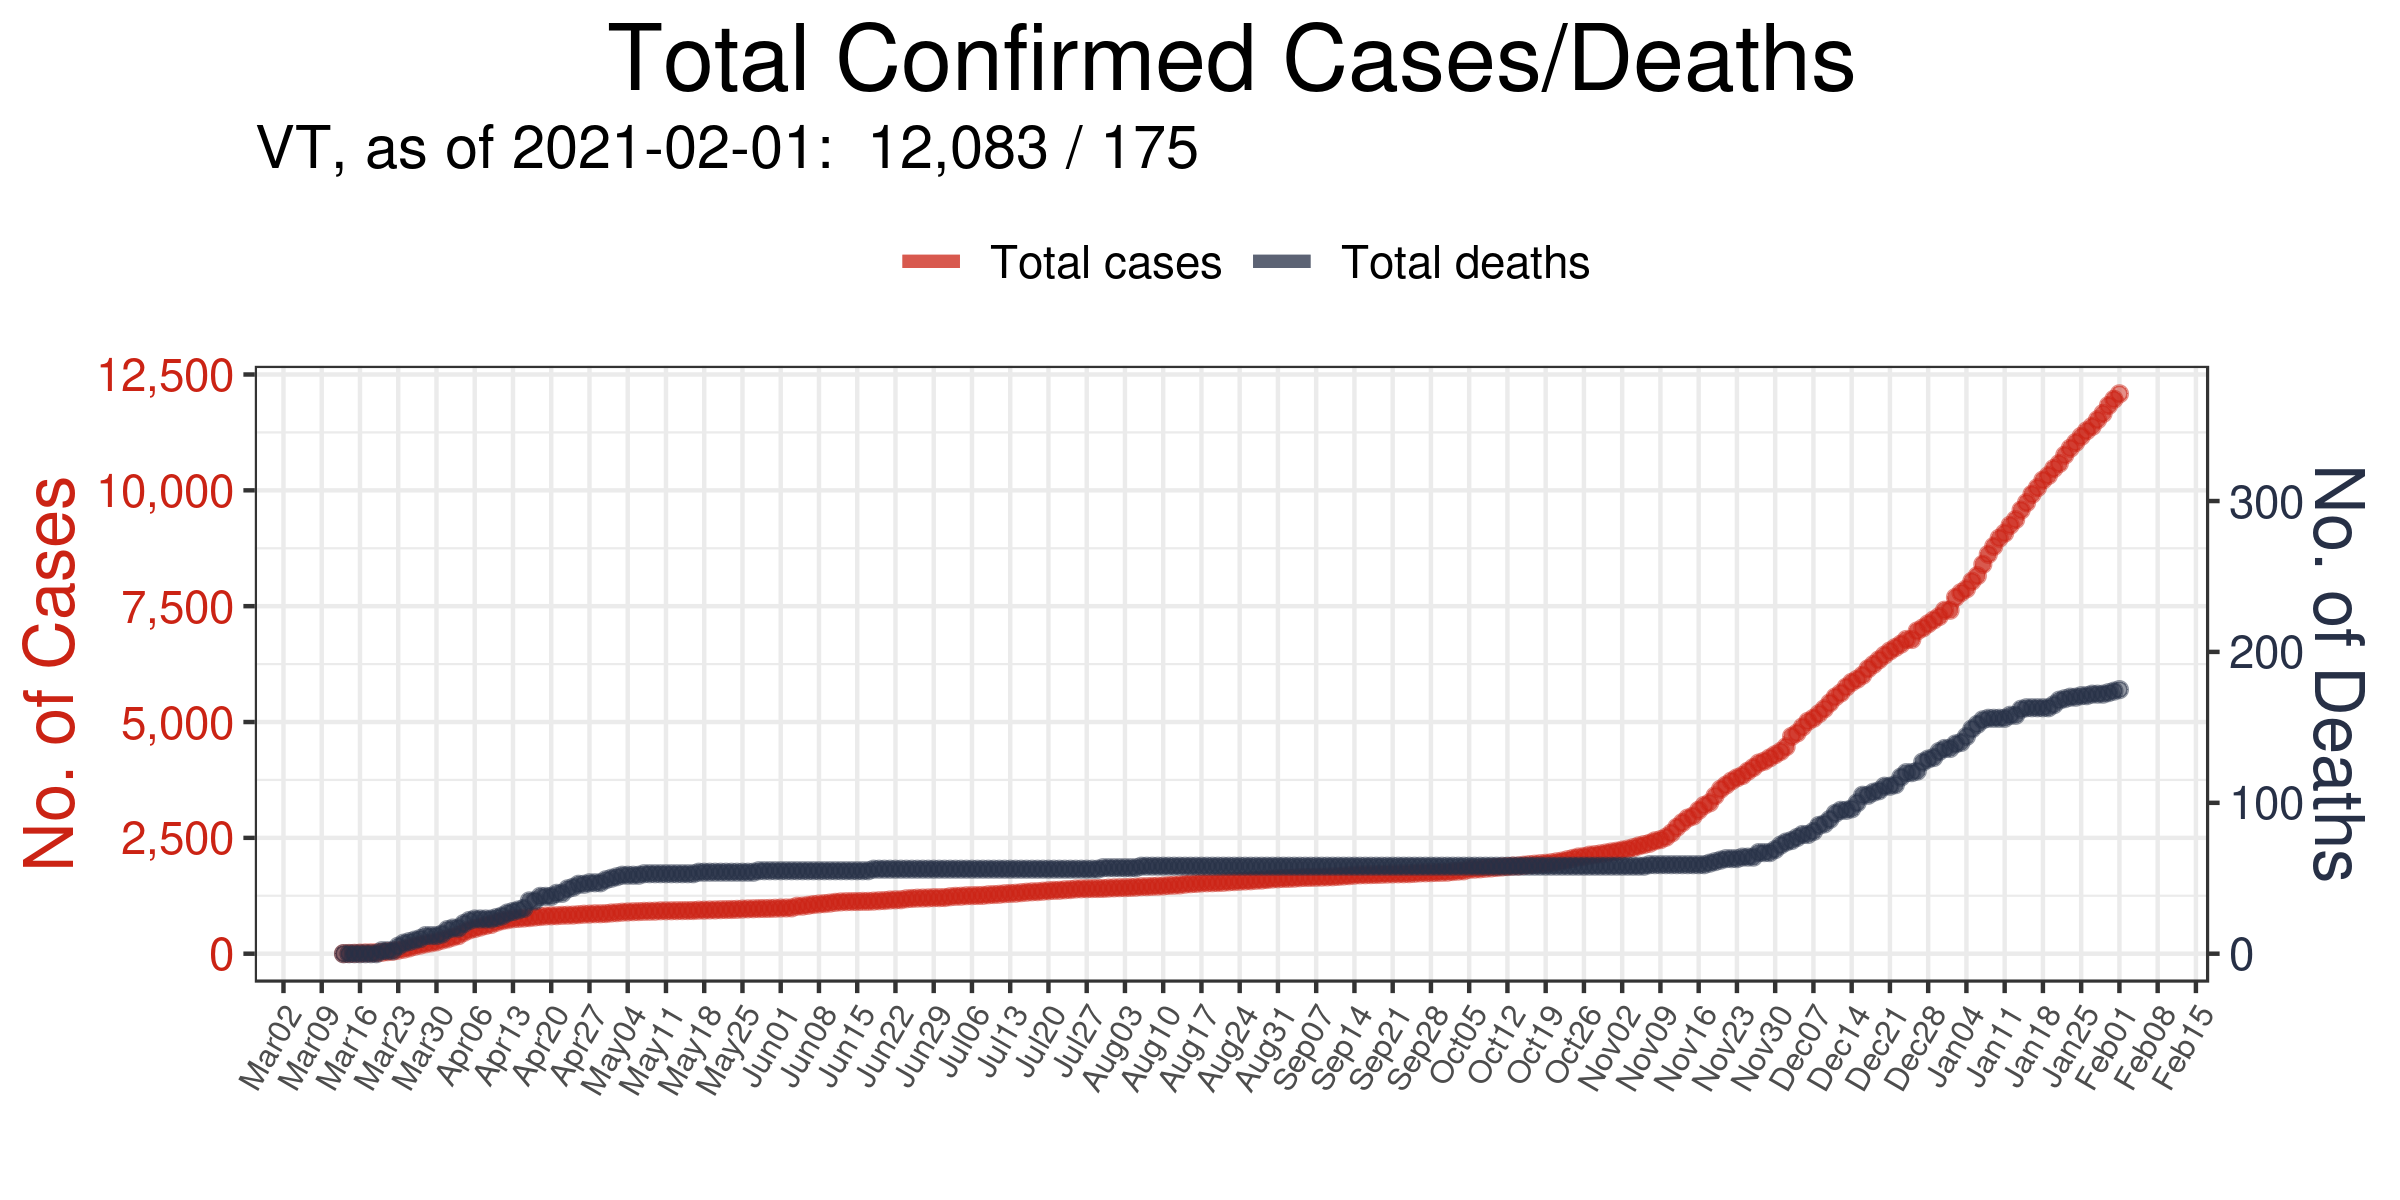 Total Confirmed Cases/Deaths
VT, as of 2021-02-01: 12,083 / 175
Total cases
Total deaths
No. of Cases
12,500
10,000
7,500
5,000
2,500
0
300
200
100
0
No. of Deaths
Mar02
Mar09
Mar16
Mar23
Mar30
Apr06
Apr13
Apr20
Apr27
May04
May11
May18
May25
Jun01
Jun08
Jun15
Jun22
Jun29
Jul06
Jul13
Jul20
Jul27
Aug03
Aug10
Aug17
Aug24
Aug31
Sep07
Sep14
Sep21
Sep28
Oct05
Oct12
Oct19
Oct26
Nov02
Nov09
Nov16
Nov23
Nov30
Dec07
Dec14
Dec21
Dec28
Jan04
Jan11
Jan18
Jan25
Feb01
Feb08
Feb15